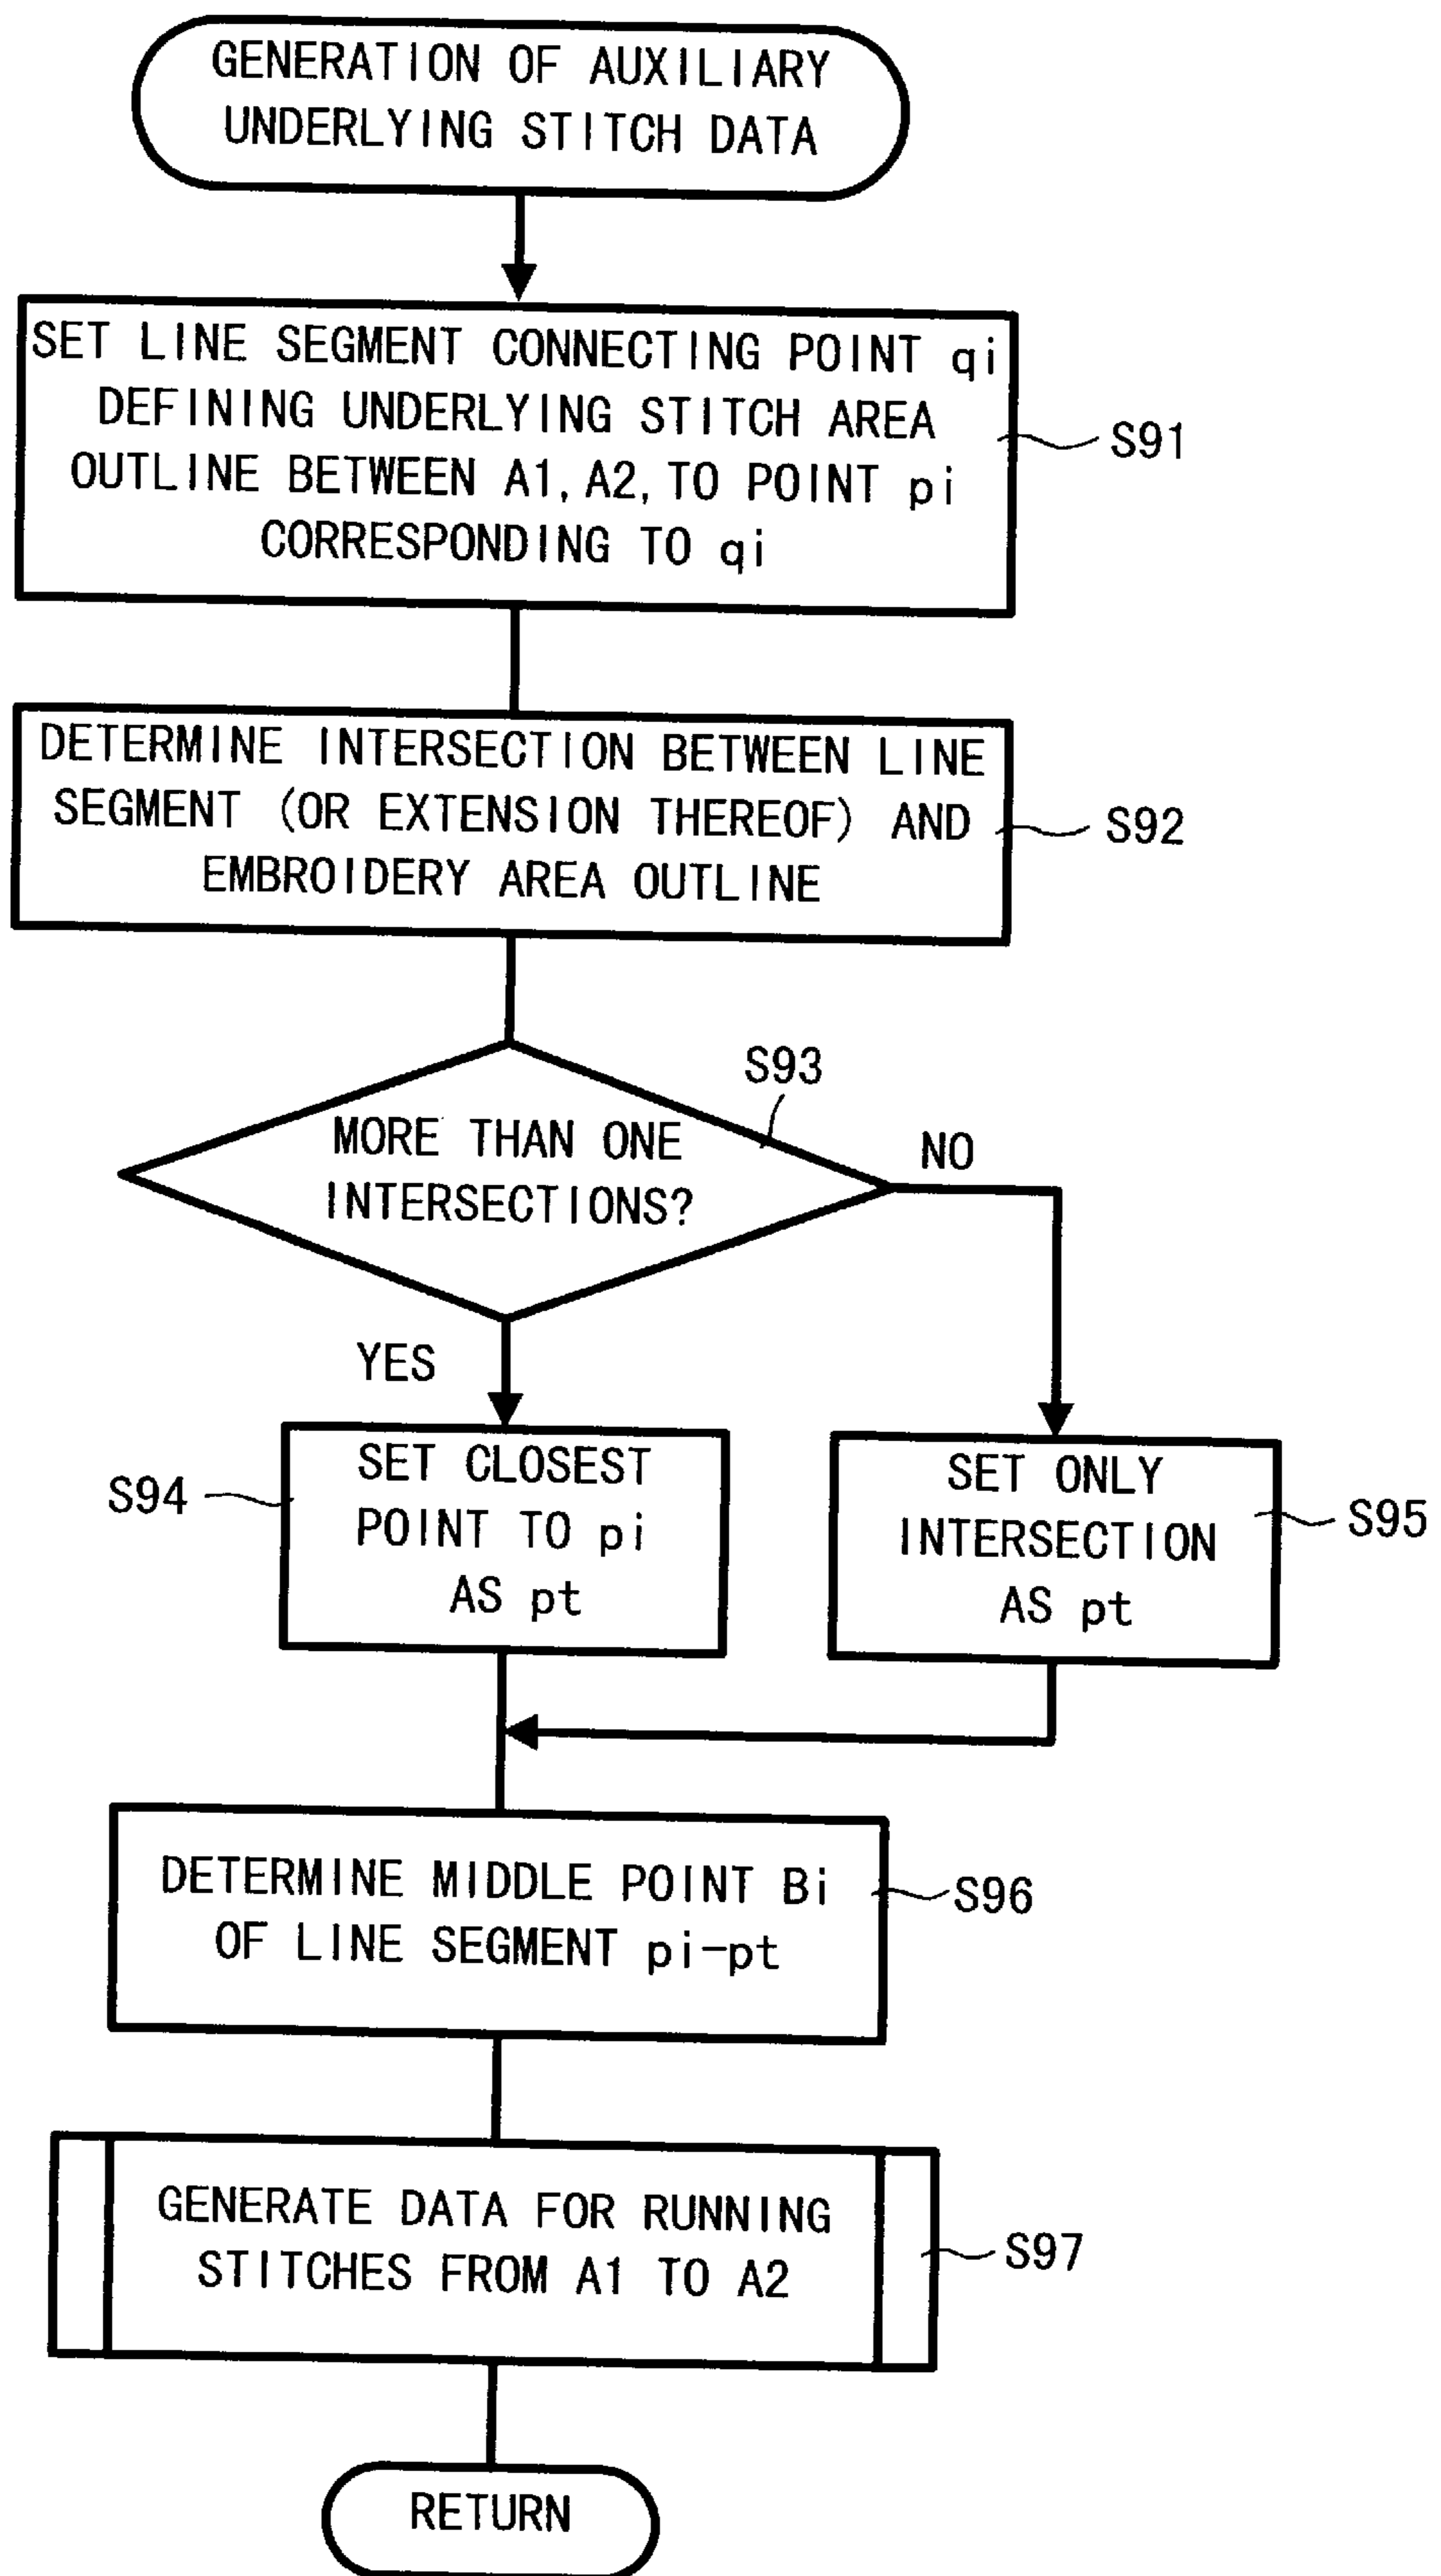 GENERATION OF AUXILIARY
UNDERLYING STITCH DATA
SET LINE SEGMENT CONNECTING POINT qi
DEFINING UNDERLYING STITCH AREA
OUTLINE BETWEEN A1, A2, TO POINT pi
CORRESPONDING TO qi
S91
DETERMINE INTERSECTION BETWEEN LINE
SEGMENT (OR EXTENSION THEREOF) AND
EMBROIDERY AREA OUTLINE
S92
S93
MORE THAN ONE
INTERSECTIONS?
NO
YES
S94
SET CLOSEST
POINT TO pi
AS pt
SET ONLY
INTERSECTION
AS pt
S95
DETERMINE MIDDLE POINT Bi
OF LINE SEGMENT pi-pt
S96
GENERATE DATA FOR RUNNING
STITCHES FROM A1 TO A2
S97
RETURN